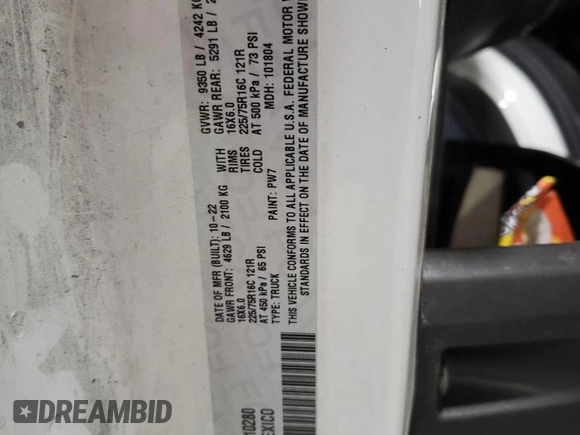 DATE OF MFR (BUILT): 10-22 GVWR: 9350 LB / 4242 KG
GAWR FRONT: 4629 LB / 2100 KG WITH GAWR REAR: 5291 LB /
16X6.0 RIMS 16X6.0
225/75R16C 121R TIRES 225/75R16C 121R
AT 450 kPa / 65 PSI COLD AT 500 kPa / 73 PSI
TYPE: TRUCK PAINT: PW7 MDH: 101804
THIS VEHICLE CONFORMS TO ALL APPLICABLE U.S.A. FEDERAL MOTOR
STANDARDS IN EFFECT ON THE DATE OF MANUFACTURE SHOWN
10280
EXICO
DREAMBID